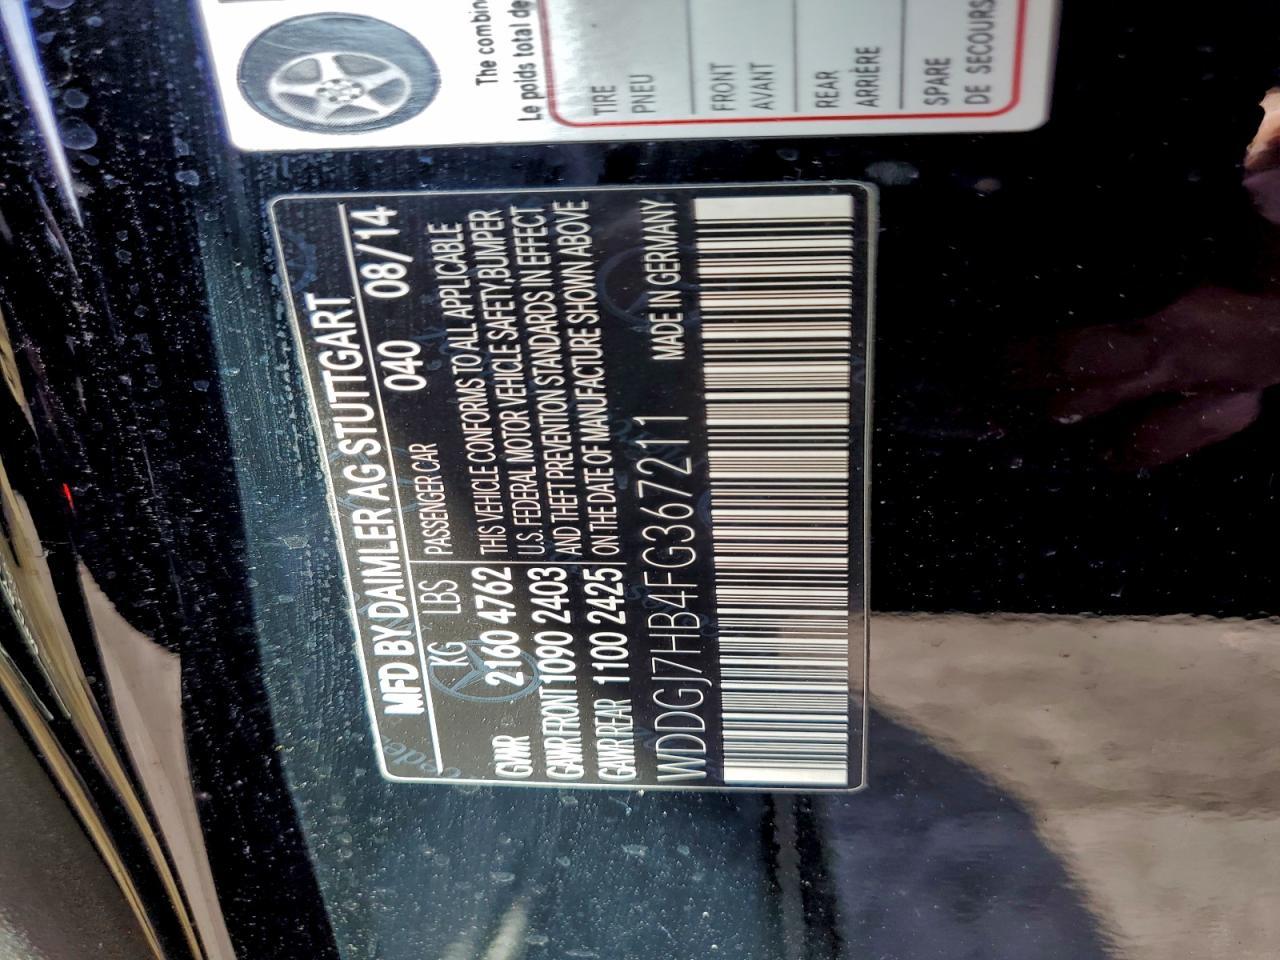 The combin
Le poids total de
TIRE
PNEU
FRONT
AVANT
REAR
ARRIÈRE
SPARE
DE SECOURS
MFD BY DAIMLER AG STUTTGART
040 08/14
KG LBS PASSENGER CAR
GVWR 2160 4762
GAWR FRONT 1090 2403
GAWR REAR 1100 2425
THIS VEHICLE CONFORMS TO ALL APPLICABLE
U.S. FEDERAL MOTOR VEHICLE SAFETY, BUMPER
AND THEFT PREVENTION STANDARDS IN EFFECT
ON THE DATE OF MANUFACTURE SHOWN ABOVE
MADE IN GERMANY
WDDGJ7HB4FG367211